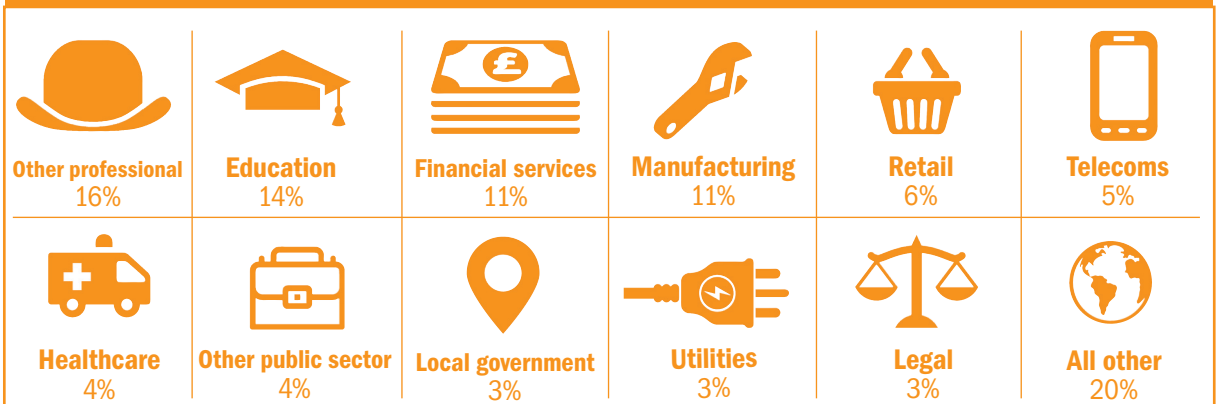 £
Other professional
16%
Education
14%
Financial services
11%
Manufacturing
11%
Retail
6%
Telecoms
5%
Healthcare
4%
Other public sector
4%
Local government
3%
Utilities
3%
Legal
3%
All other
20%